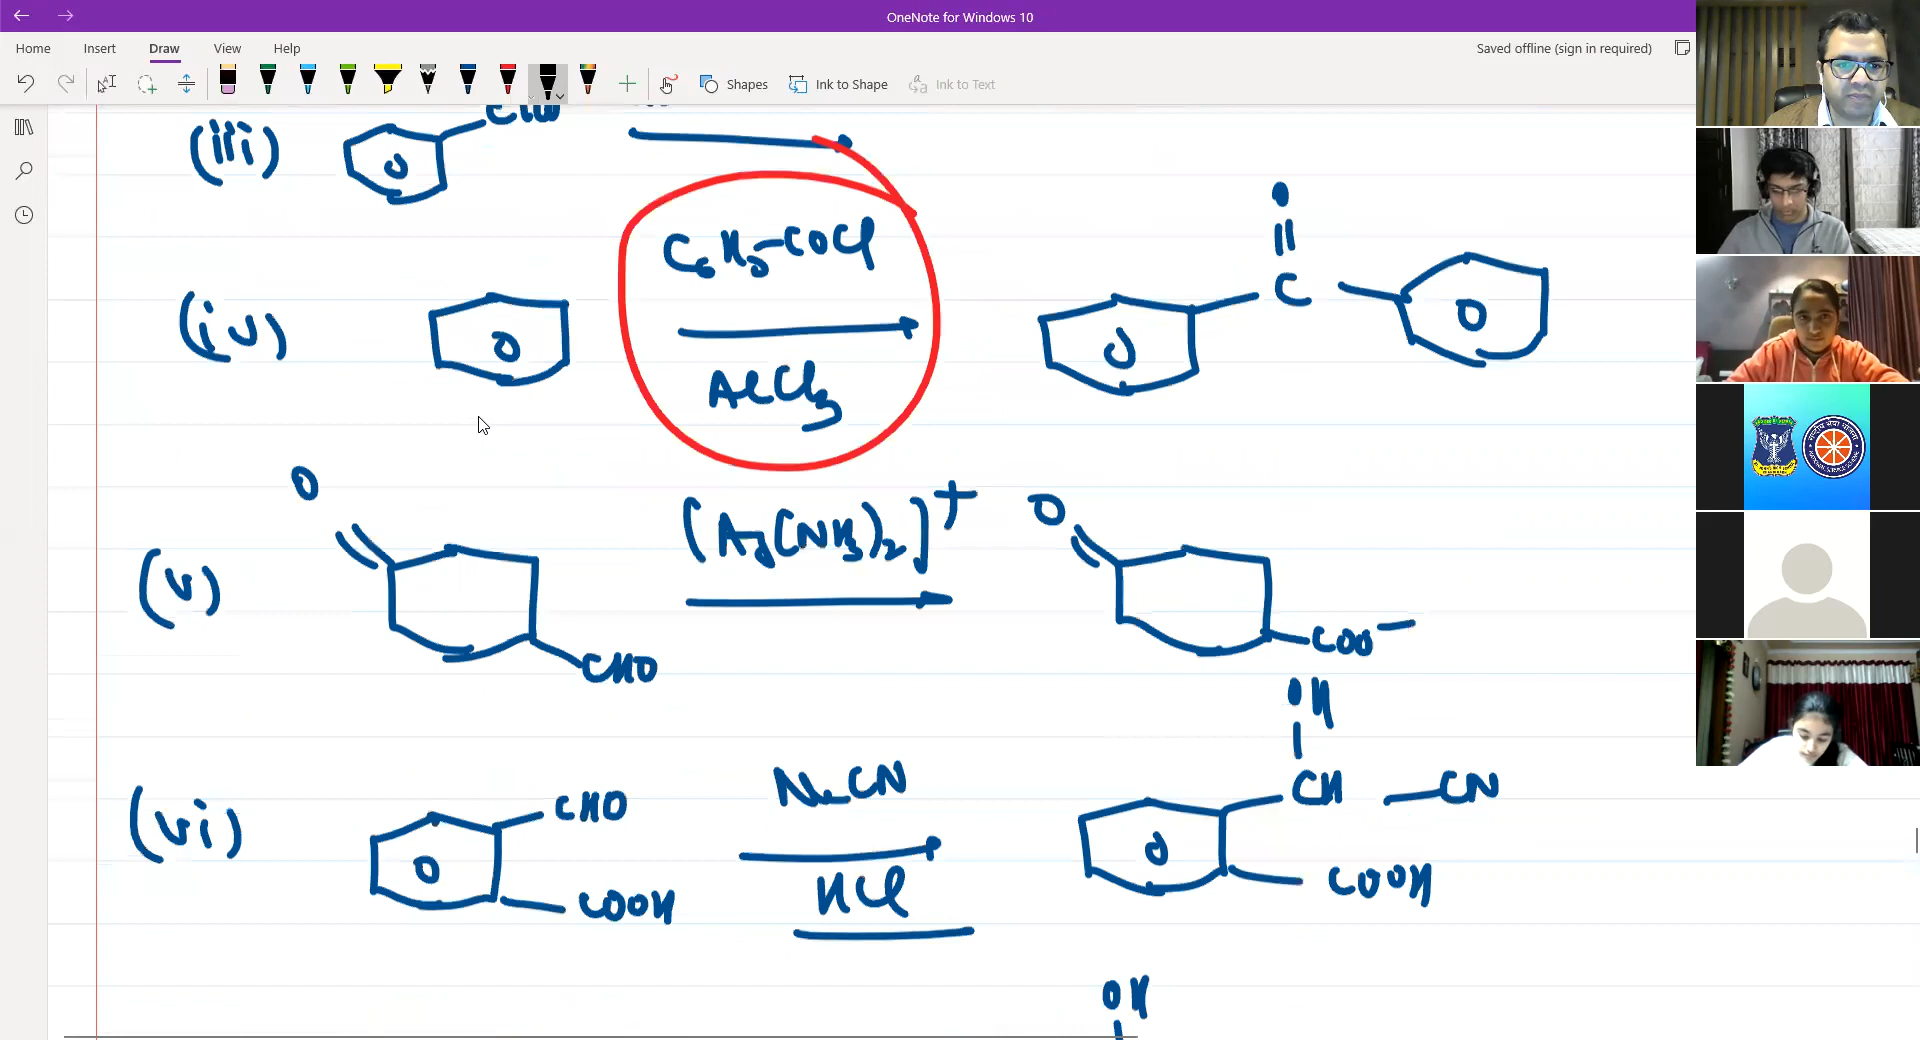 OneNote for Windows 10
Home Insert Draw View Help
Saved offline (sign in required)
Shapes Ink to Shape Ink to Text
(iii)
(iv) C6H5-COCl
AlCl3
O
||
C
(v) O CHO [Ag(NH3)2]+
O COO-
(vi) CHO
COOH
NaCN
HCl
OH
CH - CN
COOH
OH